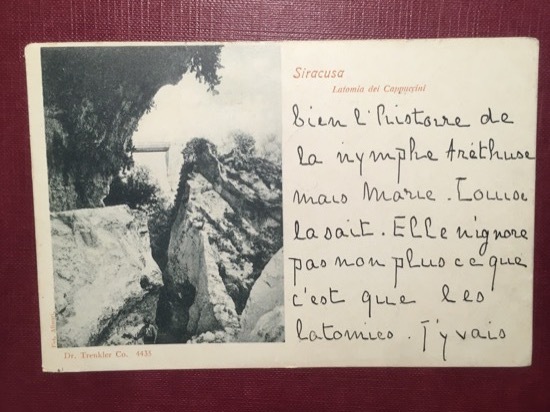 Siracusa
Latomia dei Cappuccini
bien l'histoire de
la nymphe Aréthuse
mais Marie-Louise
la sait. Elle n'ignore
pas non plus ce que
c'est que les
latomies. J'y vais
Dr. Trenkler Co. 4435